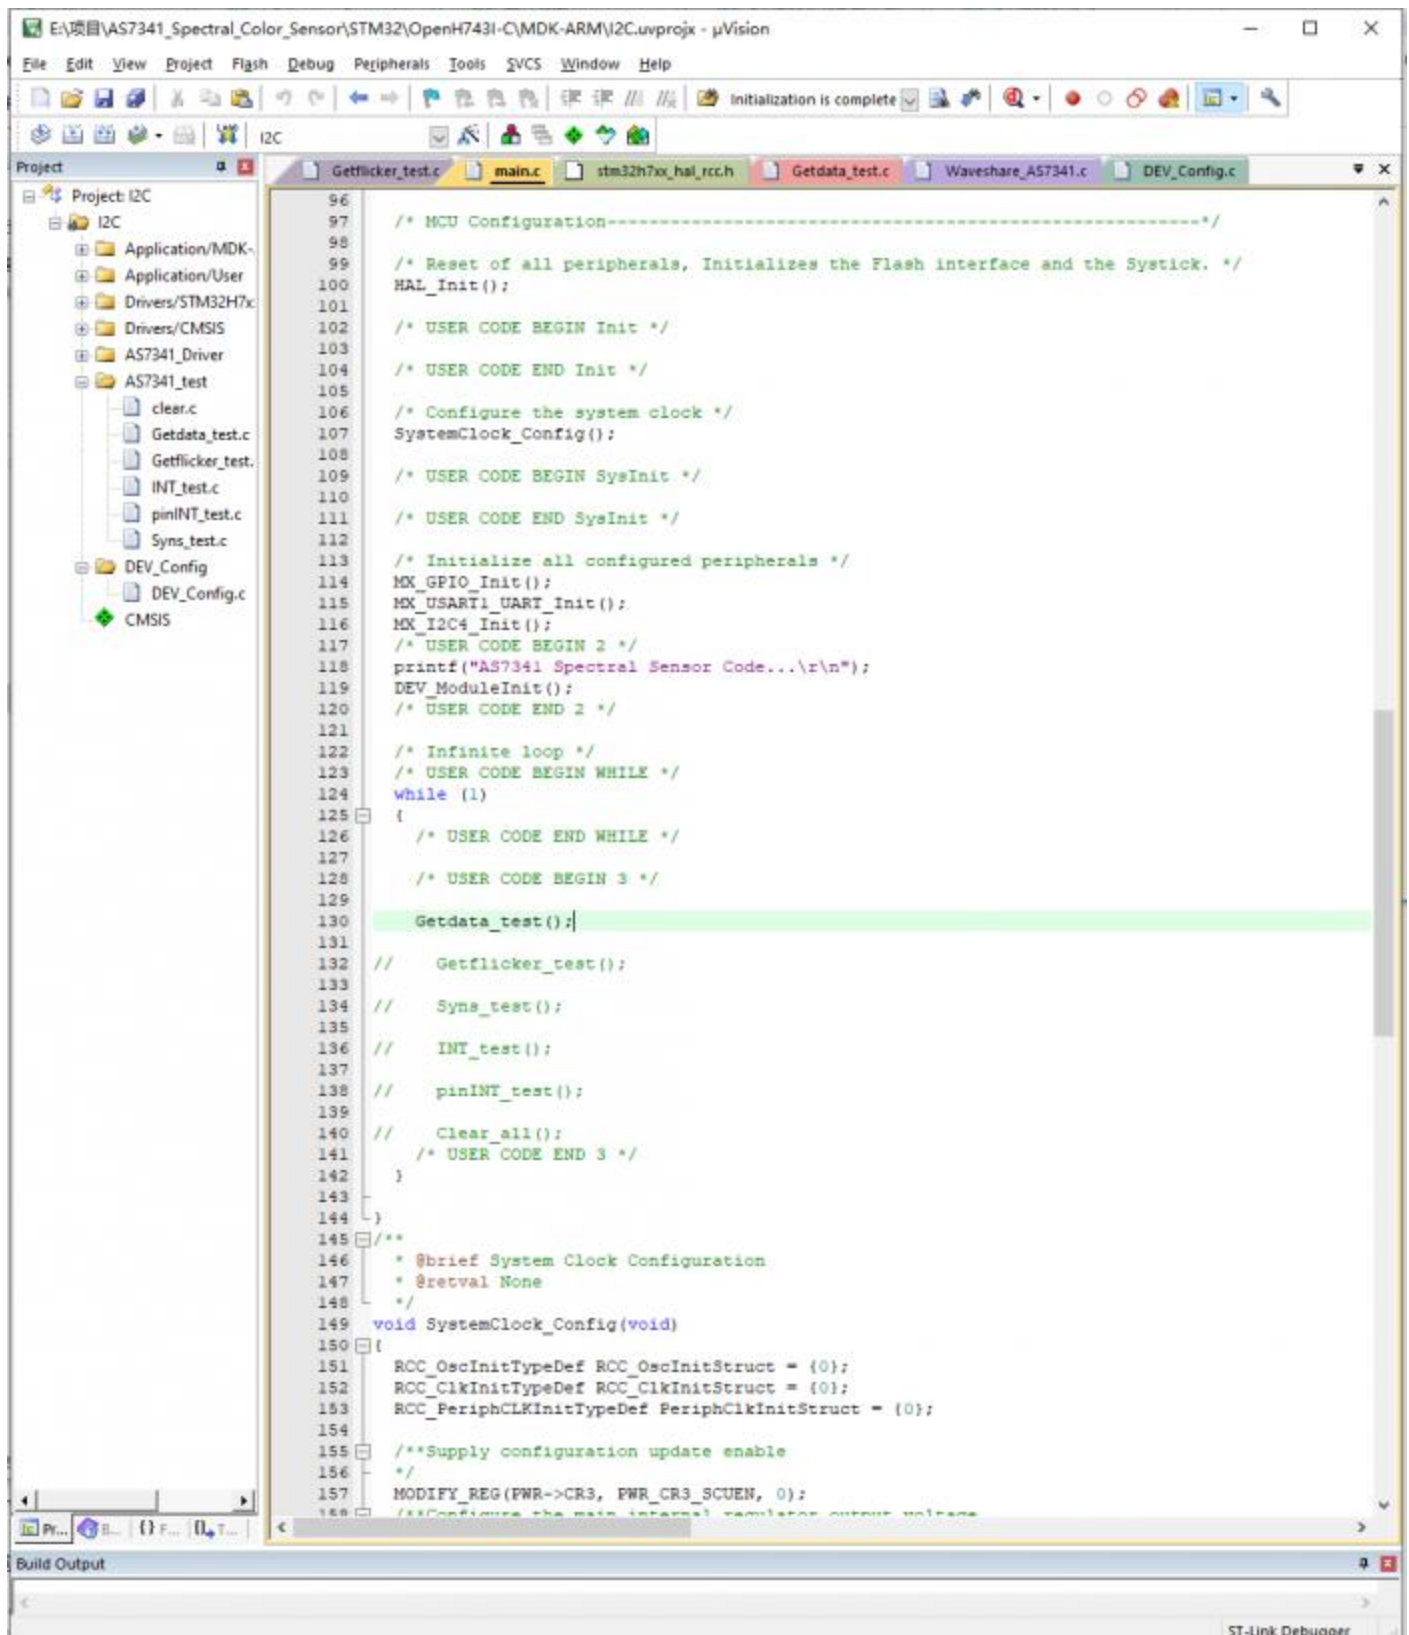 E:\项目\AS7341_Spectral_Color_Sensor\STM32\OpenH743I-C\MDK-ARM\I2C.uvprojx - µVision
File Edit View Project Flash Debug Peripherals Tools SVCS Window Help
Initialization is complete
I2C
Project
Getflicker_test.c main.c stm32h7xx_hal_rcc.h Getdata_test.c Waveshare_AS7341.c DEV_Config.c
Project: I2C
I2C
Application/MDK-
Application/User
Drivers/STM32H7x
Drivers/CMSIS
AS7341_Driver
AS7341_test
clear.c
Getdata_test.c
Getflicker_test.
INT_test.c
pinINT_test.c
Syns_test.c
DEV_Config
DEV_Config.c
CMSIS
96
97 /* MCU Configuration---------------------------------------------------------*/
98
99 /* Reset of all peripherals, Initializes the Flash interface and the Systick. */
100 HAL_Init();
101
102 /* USER CODE BEGIN Init */
103
104 /* USER CODE END Init */
105
106 /* Configure the system clock */
107 SystemClock_Config();
108
109 /* USER CODE BEGIN SysInit */
110
111 /* USER CODE END SysInit */
112
113 /* Initialize all configured peripherals */
114 MX_GPIO_Init();
115 MX_USART1_UART_Init();
116 MX_I2C4_Init();
117 /* USER CODE BEGIN 2 */
118 printf("AS7341 Spectral Sensor Code...\r\n");
119 DEV_ModuleInit();
120 /* USER CODE END 2 */
121
122 /* Infinite loop */
123 /* USER CODE BEGIN WHILE */
124 while (1)
125 {
126 /* USER CODE END WHILE */
127
128 /* USER CODE BEGIN 3 */
129
130 Getdata_test();
131
132 // Getflicker_test();
133
134 // Syns_test();
135
136 // INT_test();
137
138 // pinINT_test();
139
140 // Clear_all();
141 /* USER CODE END 3 */
142 }
143
144 }
145 /**
146 * @brief System Clock Configuration
147 * @retval None
148 */
149 void SystemClock_Config(void)
150 {
151 RCC_OscInitTypeDef RCC_OscInitStruct = {0};
152 RCC_ClkInitTypeDef RCC_ClkInitStruct = {0};
153 RCC_PeriphCLKInitTypeDef PeriphClkInitStruct = {0};
154
155 /**Supply configuration update enable
156 */
157 MODIFY_REG(PWR->CR3, PWR_CR3_SCUEN, 0);
158 /**Configure the main internal regulator output voltage
Pr... B... {} F... T...
Build Output
ST-Link Debugger